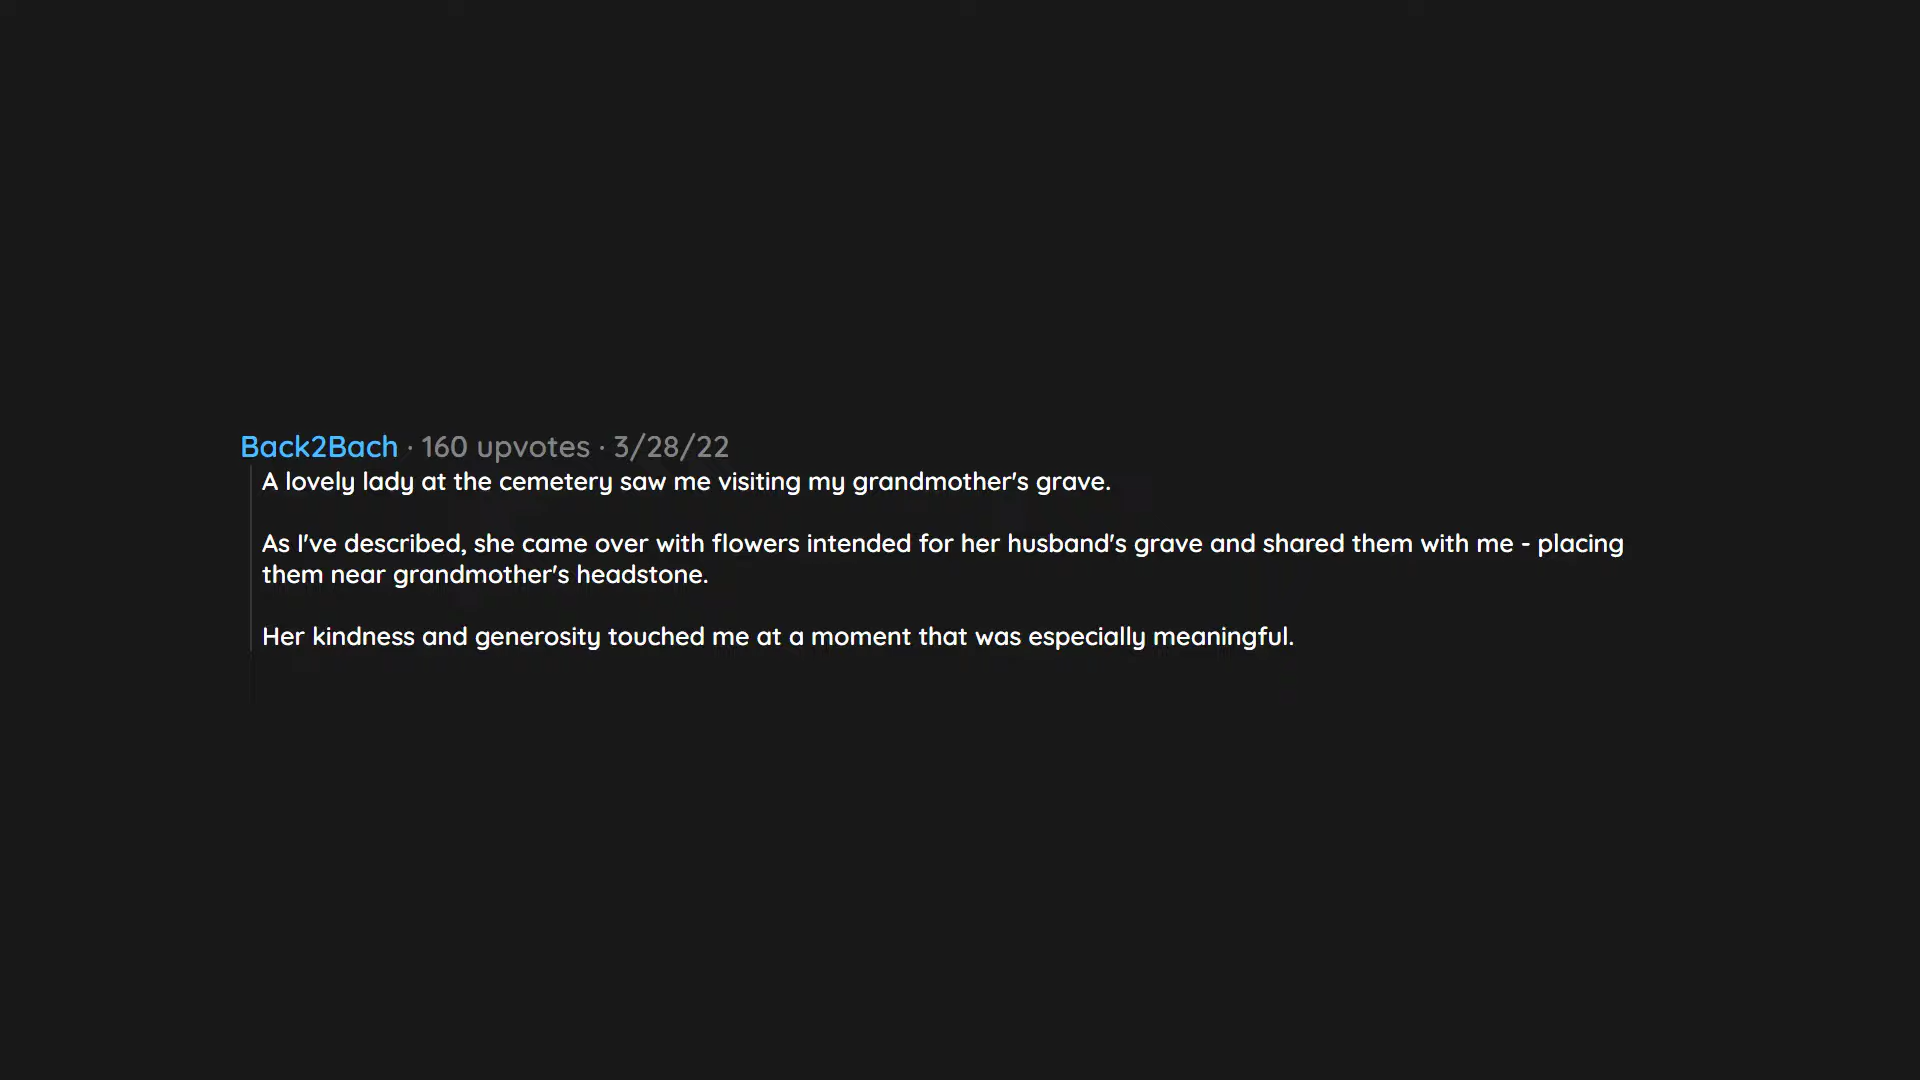 Back2Bach · 160 upvotes · 3/28/22
A lovely lady at the cemetery saw me visiting my grandmother's grave.
As I've described, she came over with flowers intended for her husband's grave and shared them with me - placing
them near grandmother's headstone.
Her kindness and generosity touched me at a moment that was especially meaningful.